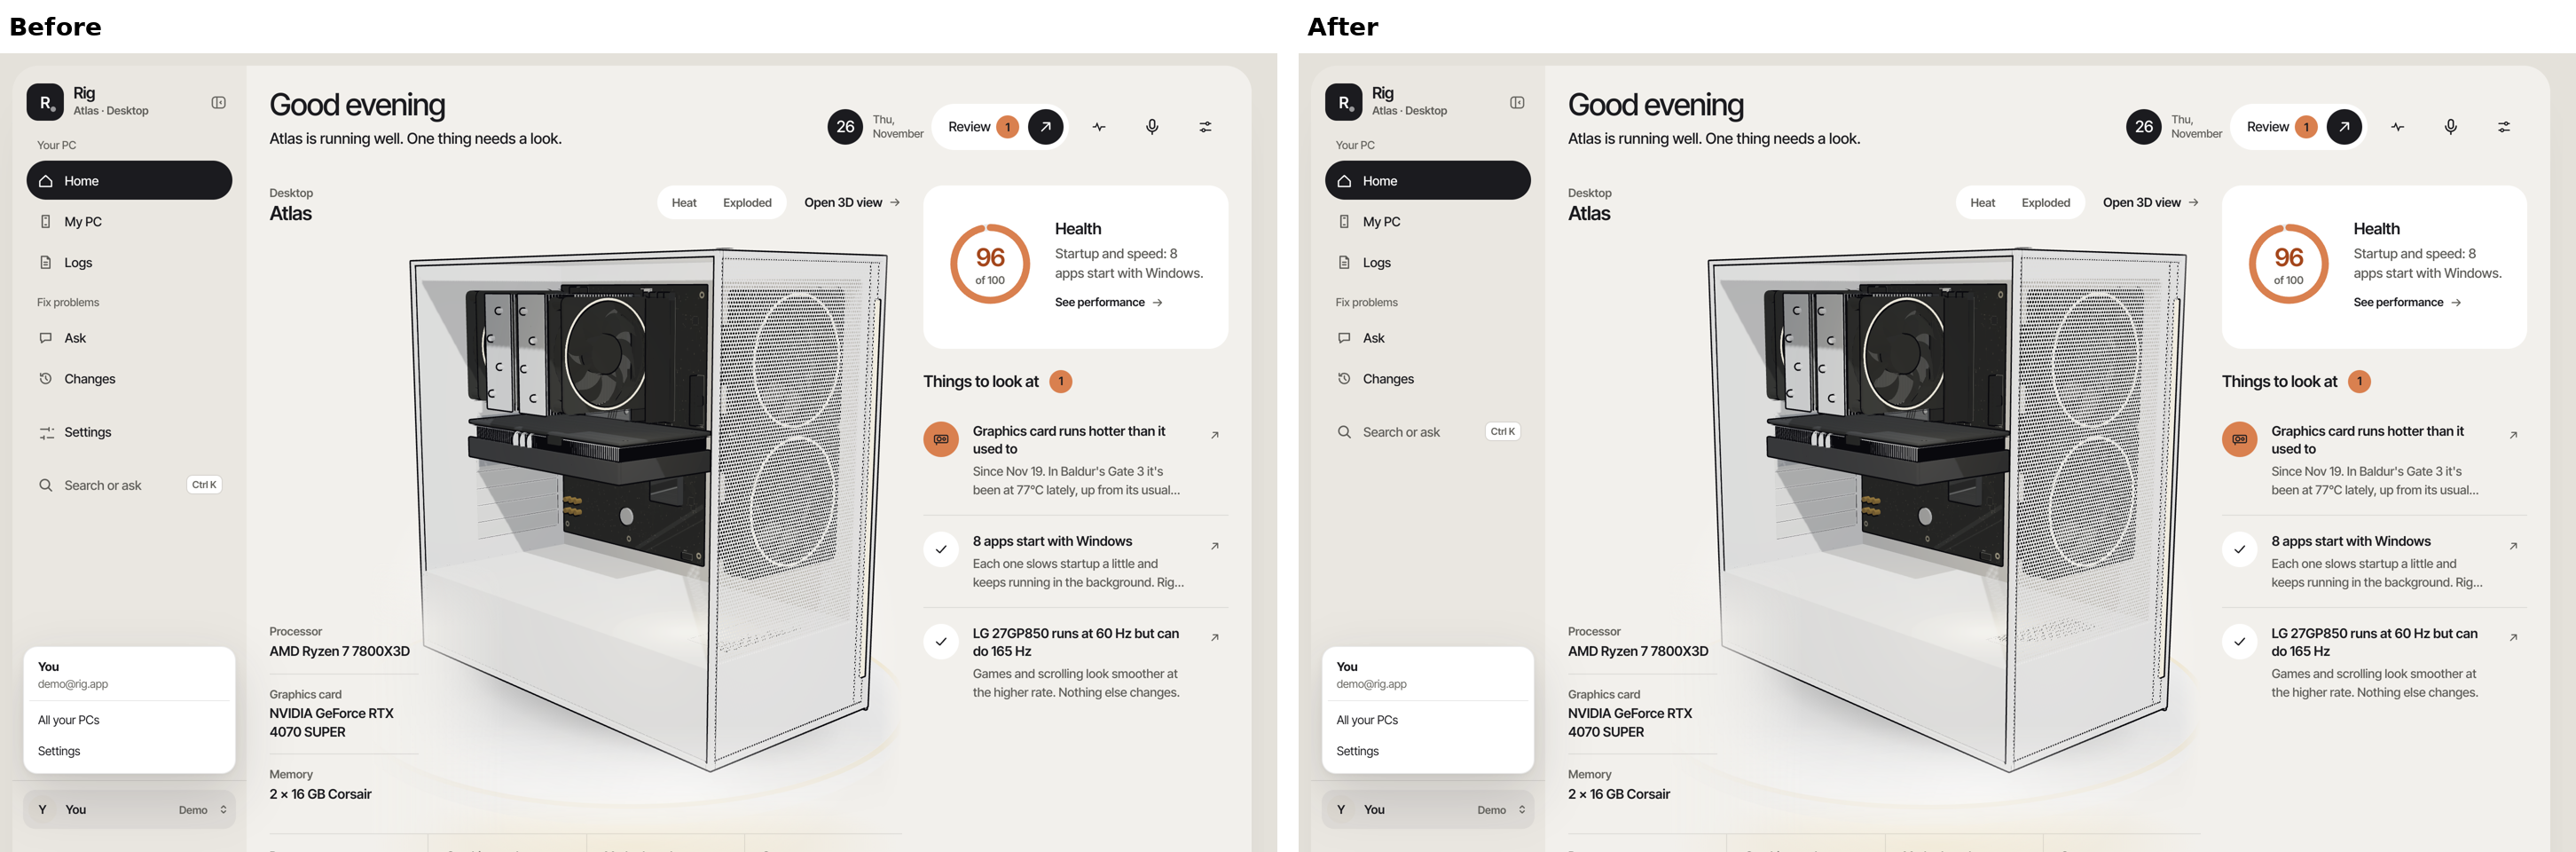 Before
R.
Rig
Atlas · Desktop
Your PC
Home
My PC
Logs
Fix problems
Ask
Changes
Settings
Search or ask
Ctrl K
You
demo@rig.app
All your PCs
Settings
Y
You
Demo
Good evening
Atlas is running well. One thing needs a look.
26
Thu,
November
Review
1
Desktop
Atlas
Heat
Exploded
Open 3D view
Processor
AMD Ryzen 7 7800X3D
Graphics card
NVIDIA GeForce RTX
4070 SUPER
Memory
2 × 16 GB Corsair
96
of 100
Health
Startup and speed: 8
apps start with Windows.
See performance
Things to look at
1
Graphics card runs hotter than it
used to
Since Nov 19. In Baldur's Gate 3 it's
been at 77°C lately, up from its usual...
8 apps start with Windows
Each one slows startup a little and
keeps running in the background. Rig...
LG 27GP850 runs at 60 Hz but can
do 165 Hz
Games and scrolling look smoother at
the higher rate. Nothing else changes.
After
R.
Rig
Atlas · Desktop
Your PC
Home
My PC
Logs
Fix problems
Ask
Changes
Search or ask
Ctrl K
You
demo@rig.app
All your PCs
Settings
Y
You
Demo
Good evening
Atlas is running well. One thing needs a look.
26
Thu,
November
Review
1
Desktop
Atlas
Heat
Exploded
Open 3D view
Processor
AMD Ryzen 7 7800X3D
Graphics card
NVIDIA GeForce RTX
4070 SUPER
Memory
2 × 16 GB Corsair
96
of 100
Health
Startup and speed: 8
apps start with Windows.
See performance
Things to look at
1
Graphics card runs hotter than it
used to
Since Nov 19. In Baldur's Gate 3 it's
been at 77°C lately, up from its usual...
8 apps start with Windows
Each one slows startup a little and
keeps running in the background. Rig...
LG 27GP850 runs at 60 Hz but can
do 165 Hz
Games and scrolling look smoother at
the higher rate. Nothing else changes.